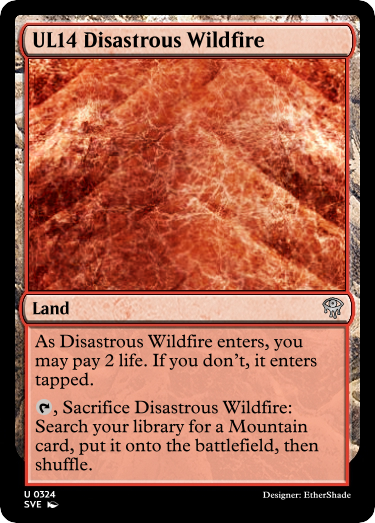 UL14 Disastrous Wildfire
Land
As Disastrous Wildfire enters, you
may pay 2 life. If you don't, it enters
tapped.
, Sacrifice Disastrous Wildfire:
Search your library for a Mountain
card, put it onto the battlefield, then
shuffle.
U 0324
SVE
Designer: EtherShade